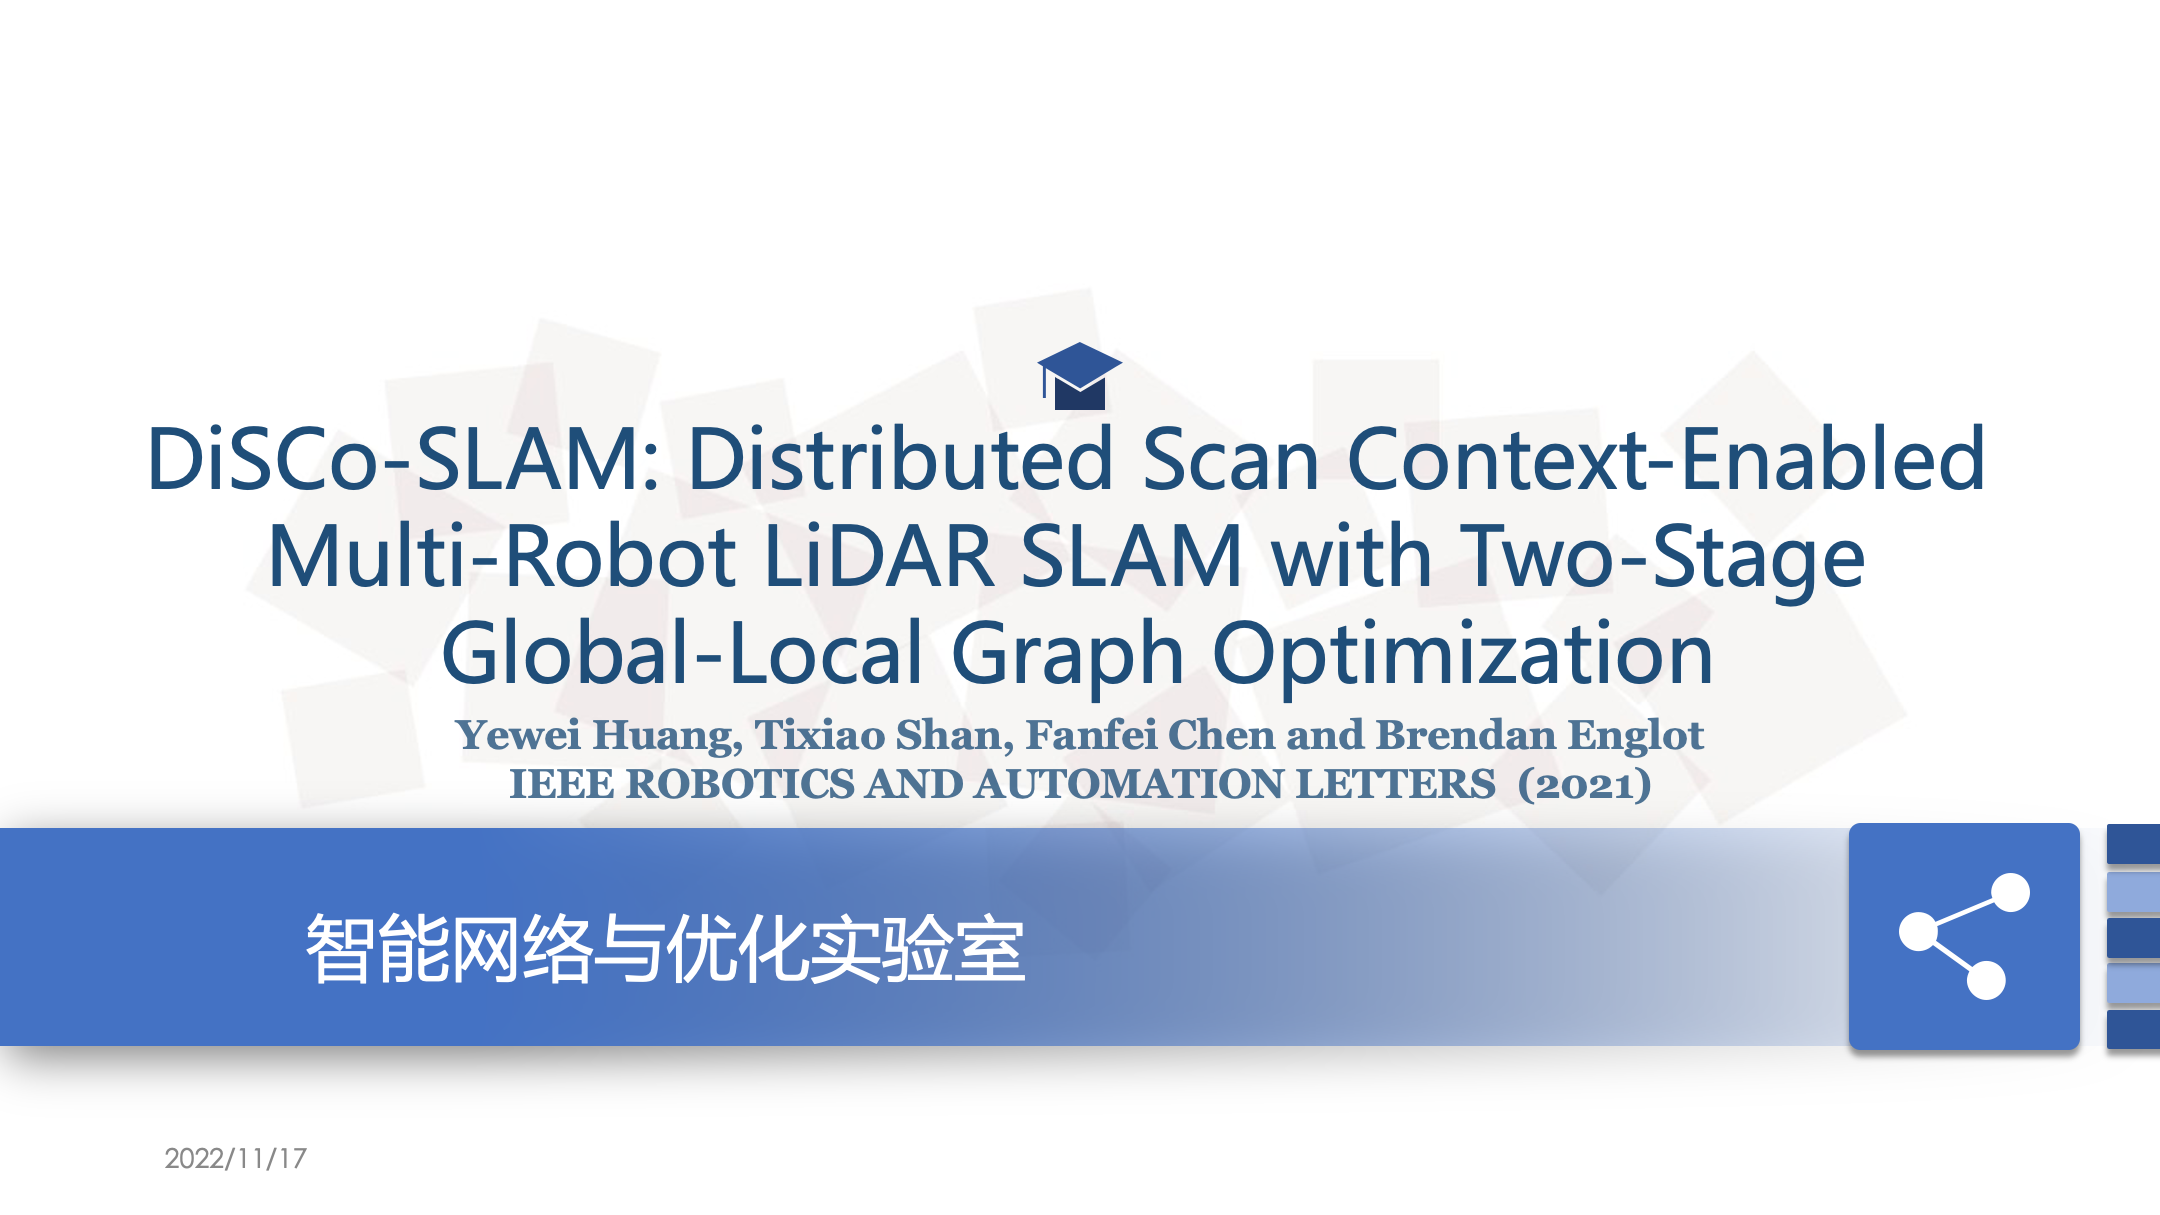 DiSCo-SLAM: Distributed Scan Context-Enabled
Multi-Robot LiDAR SLAM with Two-Stage
Global-Local Graph Optimization
Yewei Huang, Tixiao Shan, Fanfei Chen and Brendan Englot
IEEE ROBOTICS AND AUTOMATION LETTERS (2021)
智能网络与优化实验室
2022/11/17